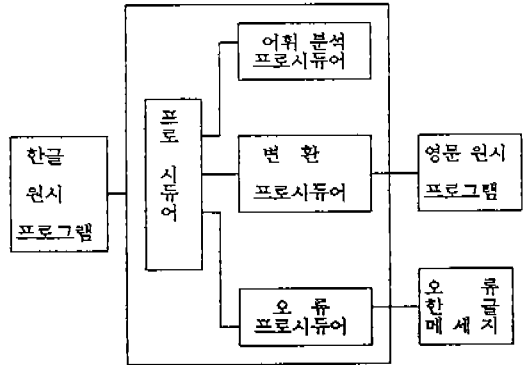 한글
원시
프로그램
프로
시듀어
어휘 분석
프로시듀어
변 환
프로시듀어
오 류
프로시듀어
영문 원시
프로그램
오 류
한 글
메 세 지